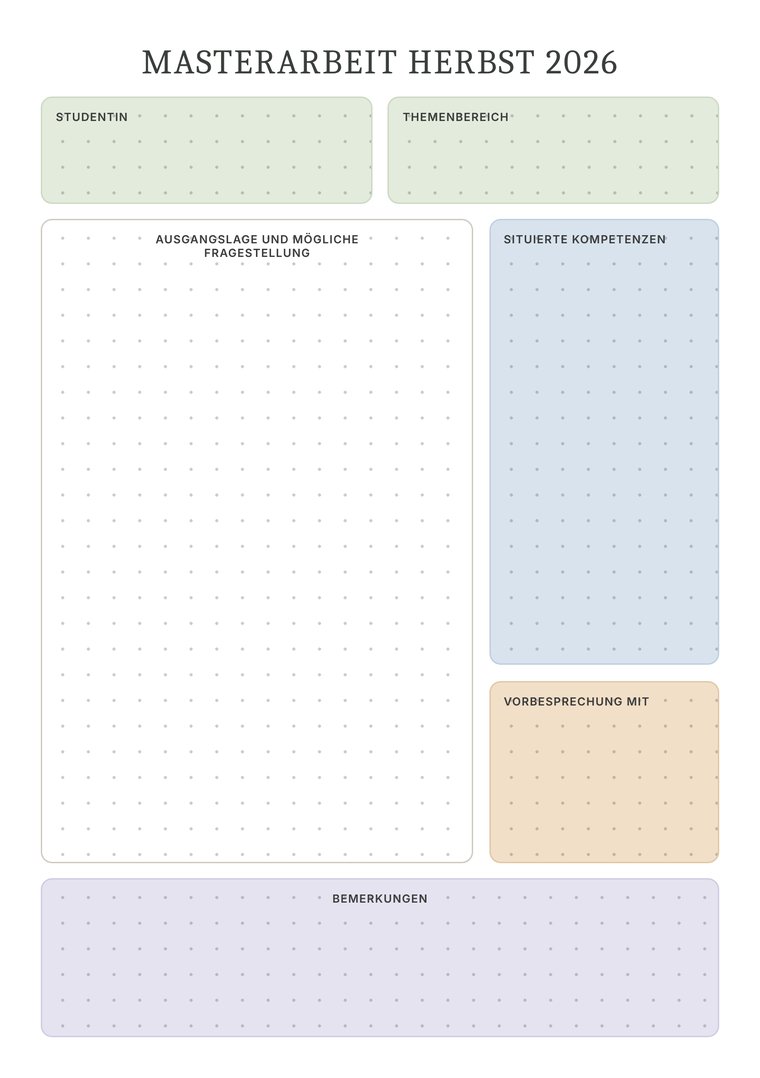 MASTERARBEIT HERBST 2026
STUDENTIN
THEMENBEREICH
AUSGANGSLAGE UND MÖGLICHE
FRAGESTELLUNG
SITUIERTE KOMPETENZEN
VORBESPRECHUNG MIT
BEMERKUNGEN